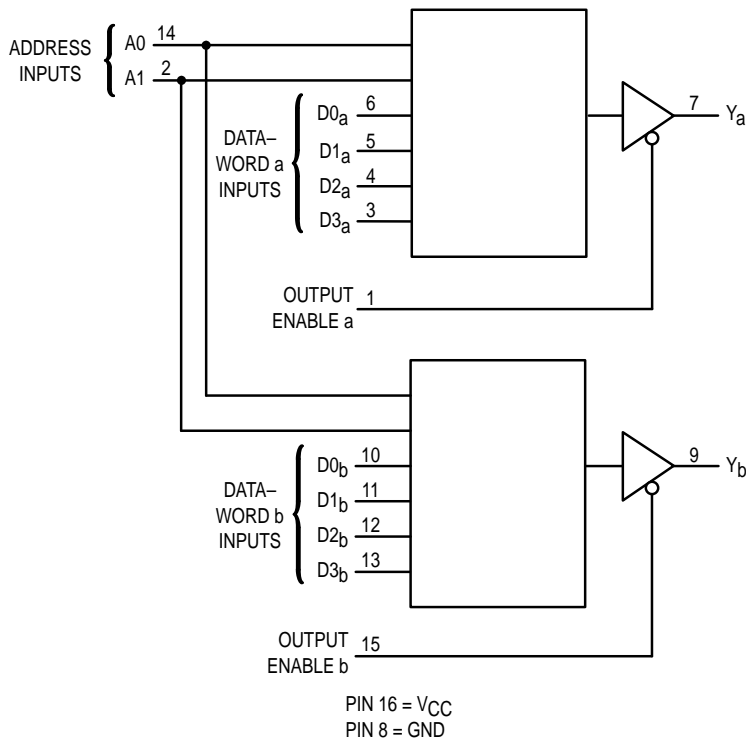 ADDRESS
INPUTS
A0 14
A1 2
DATA–
WORD a
INPUTS
D0a 6
D1a 5
D2a 4
D3a 3
7 Ya
OUTPUT
ENABLE a
1
DATA–
WORD b
INPUTS
D0b 10
D1b 11
D2b 12
D3b 13
9 Yb
OUTPUT
ENABLE b
15
PIN 16 = VCC
PIN 8 = GND